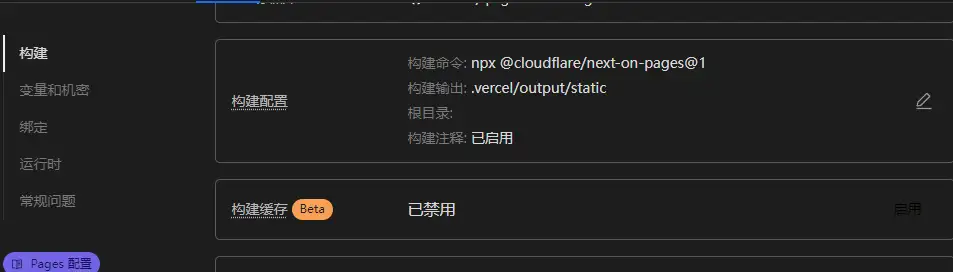 构建
变量和机密
绑定
运行时
常规问题
Pages 配置
构建配置
构建命令: npx @cloudflare/next-on-pages@1
构建输出: .vercel/output/static
根目录:
构建注释: 已启用
构建缓存 Beta 已禁用 启用